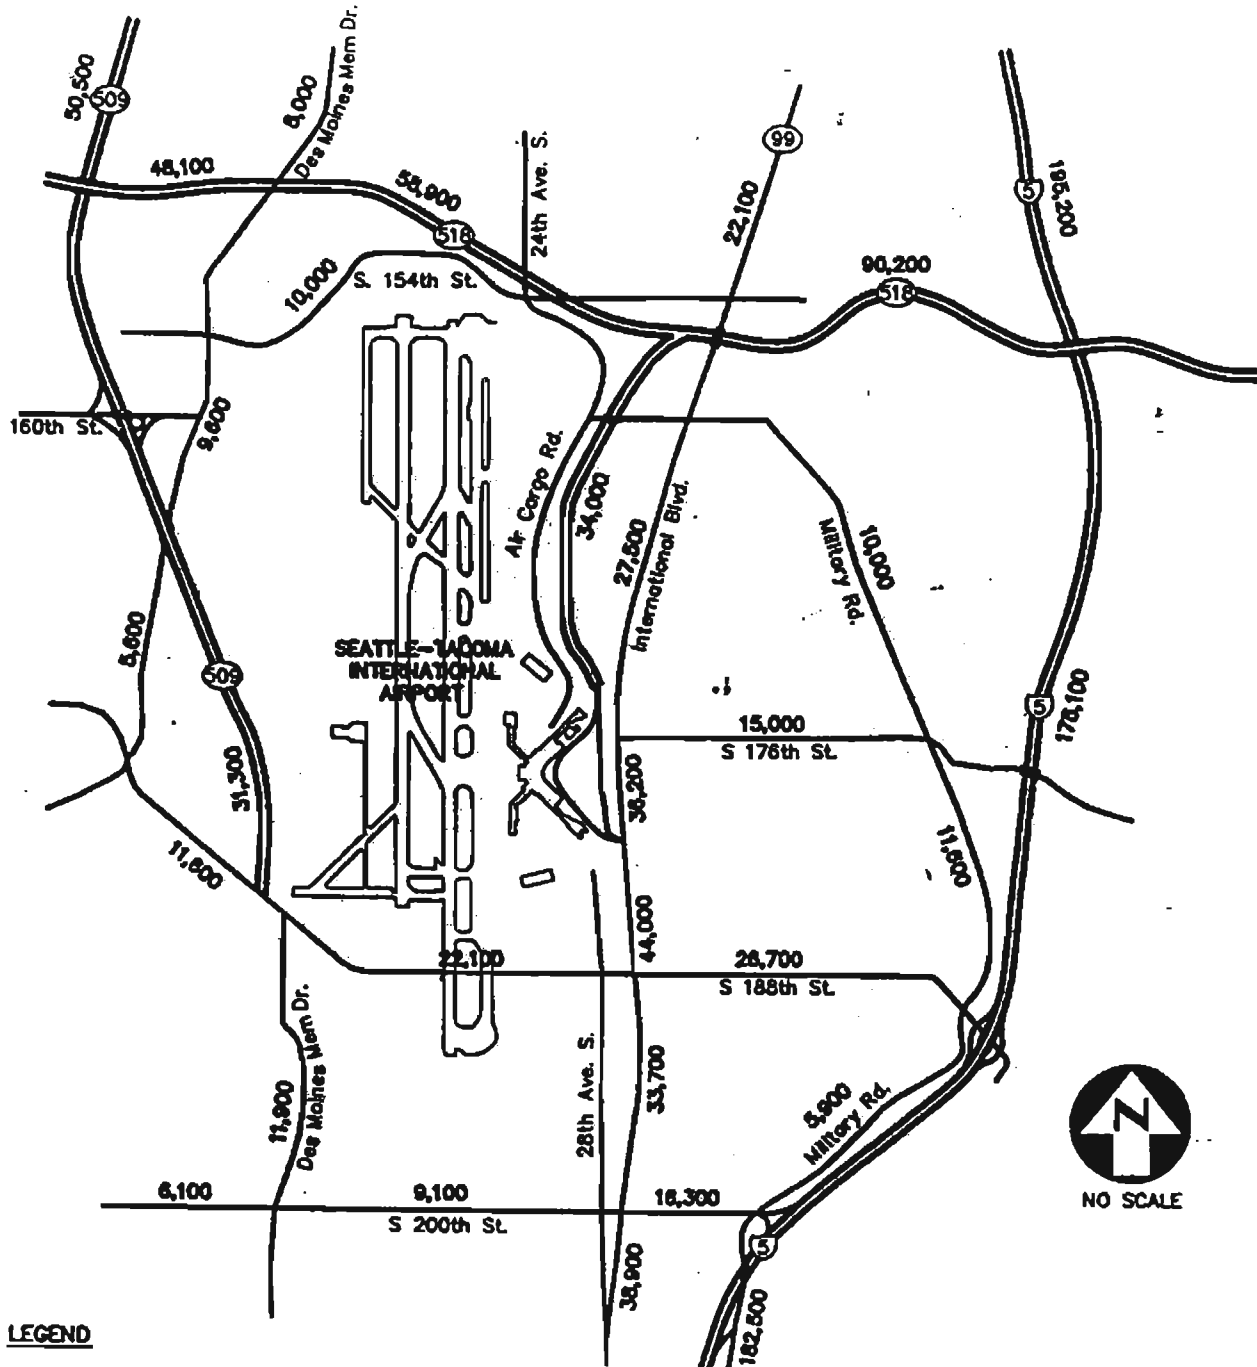 50,500
509
8,000
Des Moines Mem Dr.
48,100
58,900
518
24th Ave. S.
99
22,100
5
195,200
90,200
518
10,000
S. 154th St.
160th St.
9,600
Air Cargo Rd.
34,000
27,500
International Blvd.
Military Rd.
10,000
5,600
509
SEATTLE-TACOMA
INTERNATIONAL
AIRPORT
5
176,100
15,000
S 176th St.
31,300
36,200
11,600
11,600
44,000
22,100
26,700
S 188th St.
11,900
Des Moines Mem Dr.
28th Ave. S.
33,700
5,900
Military Rd.
N
NO SCALE
6,100
9,100
16,300
S 200th St.
5
38,900
182,500
LEGEND